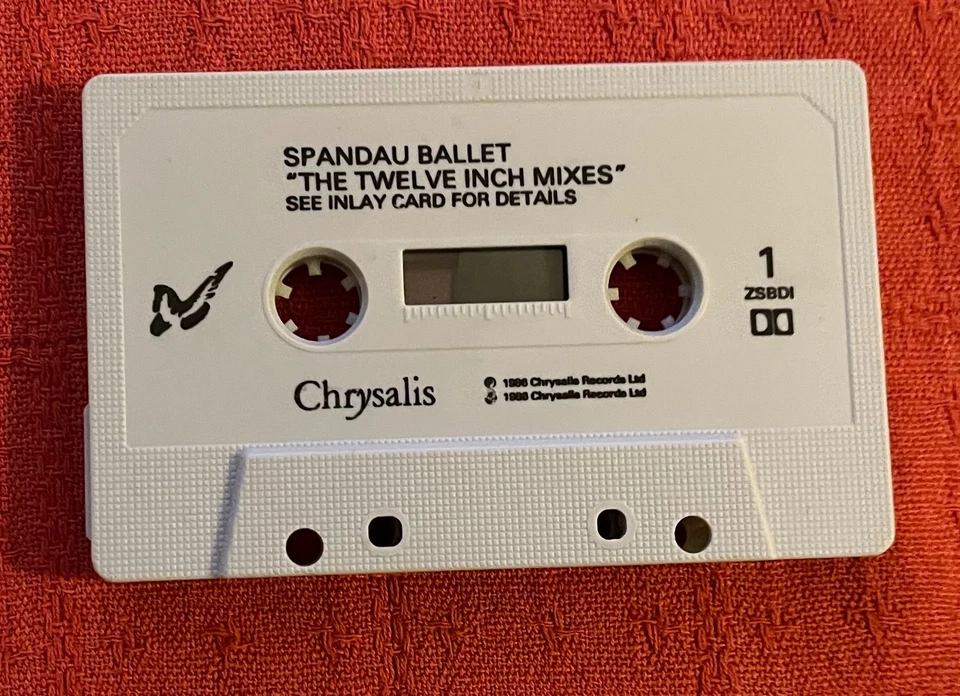 SPANDAU BALLET
"THE TWELVE INCH MIXES"
SEE INLAY CARD FOR DETAILS
1
ZSBDI
Chrysalis
℗ 1986 Chrysalis Records Ltd
© 1986 Chrysalis Records Ltd